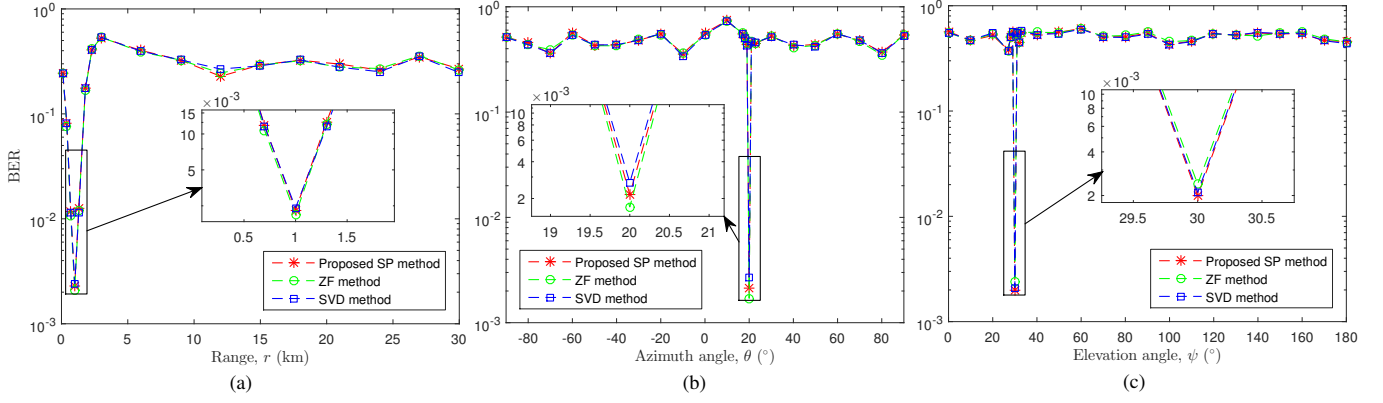 10^0
10^-1
10^-2
10^-3
BER
× 10^-3
15
10
5
0.5 1 1.5
Proposed SP method
ZF method
SVD method
0 5 10 15 20 25 30
Range, r (km)
(a)
10^0
10^-1
10^-2
10^-3
× 10^-3
8
6
4
2
19 19.5 20 20.5 21
Proposed SP method
ZF method
SVD method
-80 -60 -40 -20 0 20 40 60 80
Azimuth angle, θ (°)
(b)
10^0
10^-1
10^-2
10^-3
× 10^-3
10
8
6
4
2
29.5 30 30.5
Proposed SP method
ZF method
SVD method
0 20 40 60 80 100 120 140 160 180
Elevation angle, ψ (°)
(c)